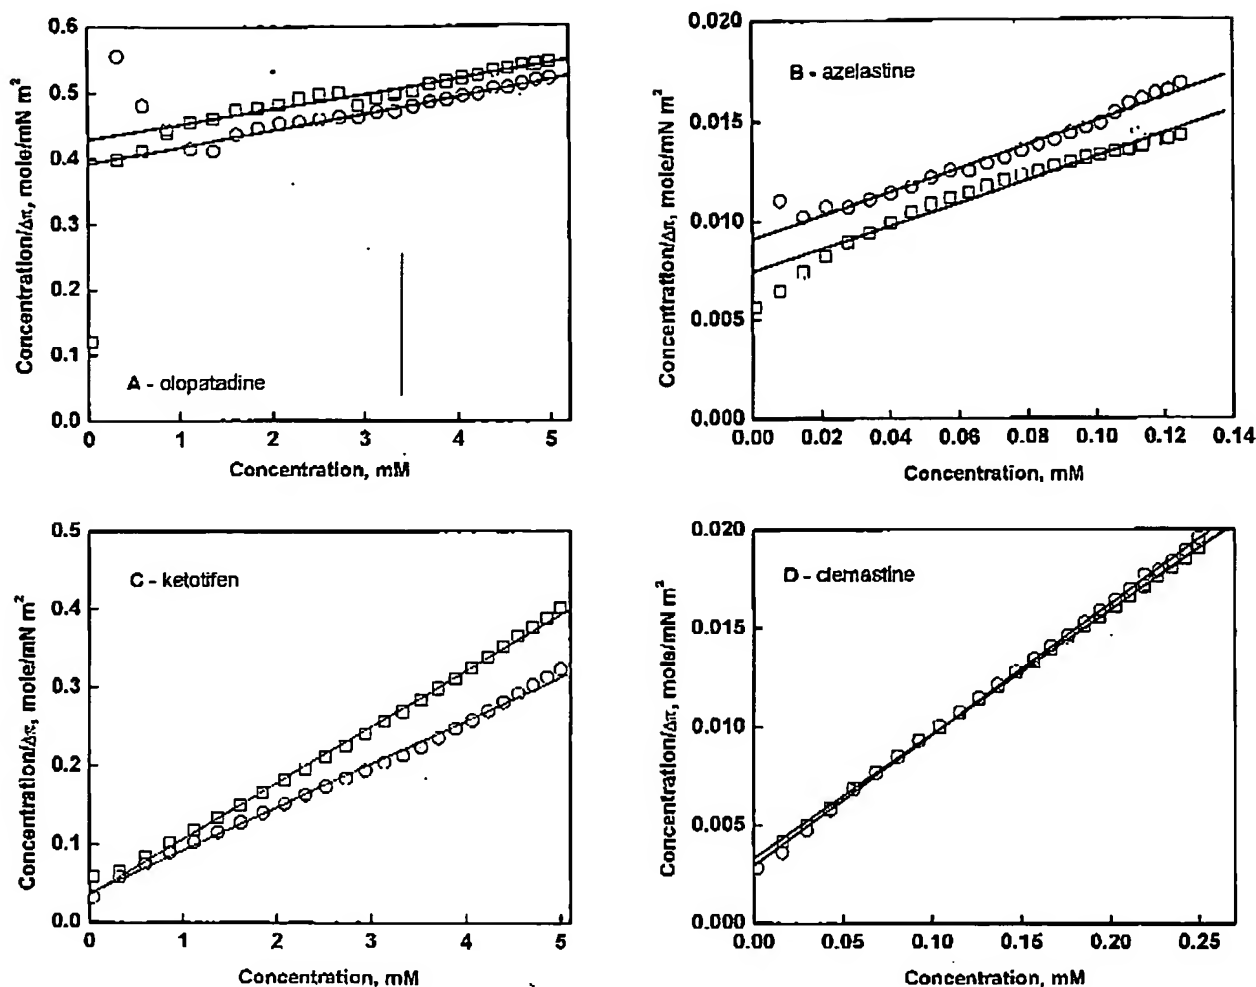 0.6
0.5
0.4
0.3
0.2
0.1
0.0
Concentration/Δπ, mole/mN m²
A - olopatadine
0 1 2 3 4 5
Concentration, mM
0.020
0.015
0.010
0.005
0.000
Concentration/Δπ, mole/mN m²
B - azelastine
0.00 0.02 0.04 0.06 0.08 0.10 0.12 0.14
Concentration, mM
0.5
0.4
0.3
0.2
0.1
0.0
Concentration/Δπ, mole/mN m²
C - ketotifen
0 1 2 3 4 5
Concentration, mM
0.020
0.015
0.010
0.005
0.000
Concentration/Δπ, mole/mN m²
D - clemastine
0.00 0.05 0.10 0.15 0.20 0.25
Concentration, mM